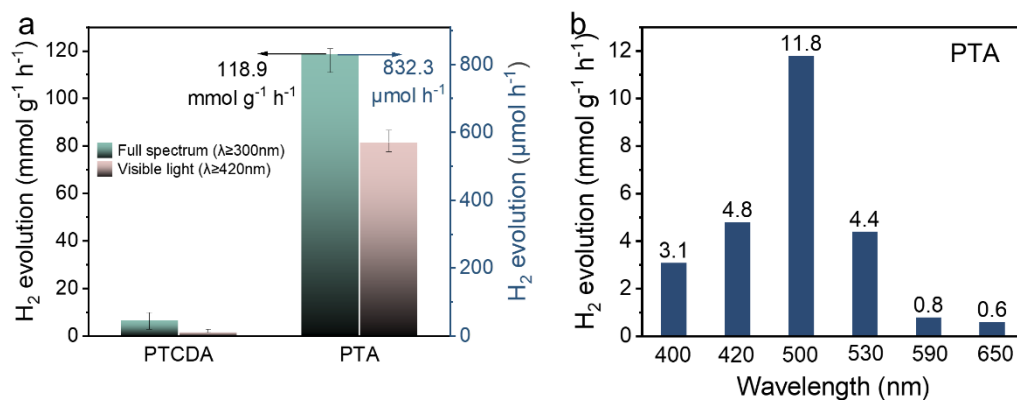 a
H₂ evolution (mmol g⁻¹ h⁻¹)
120
100
80
60
40
20
0
118.9
mmol g⁻¹ h⁻¹
832.3
μmol h⁻¹
Full spectrum (λ≥300nm)
Visible light (λ≥420nm)
PTCDA
PTA
800
600
400
200
0
H₂ evolution (μmol h⁻¹)
b
H₂ evolution (mmol g⁻¹ h⁻¹)
12
10
8
6
4
2
0
PTA
3.1
4.8
11.8
4.4
0.8
0.6
400
420
500
530
590
650
Wavelength (nm)